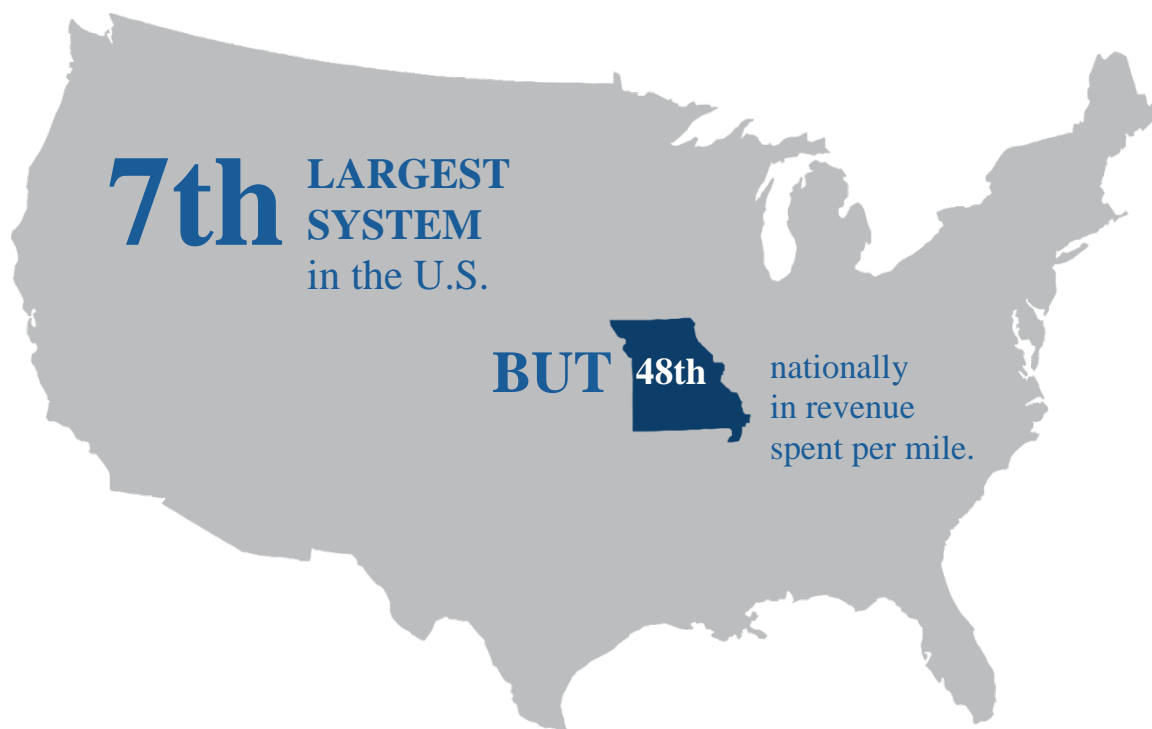 7th
LARGEST
SYSTEM
in the U.S.
BUT
48th
nationally
in revenue
spent per mile.